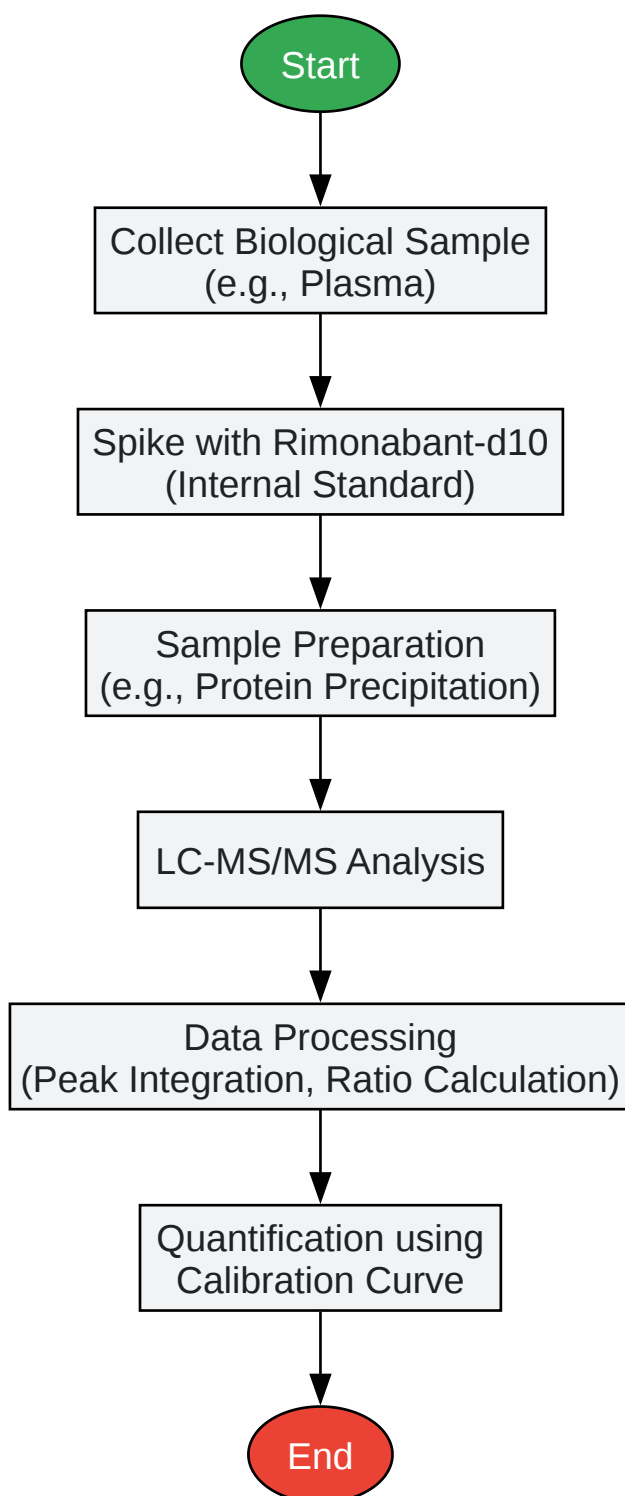 Start
Collect Biological Sample
(e.g., Plasma)
Spike with Rimonabant-d10
(Internal Standard)
Sample Preparation
(e.g., Protein Precipitation)
LC-MS/MS Analysis
Data Processing
(Peak Integration, Ratio Calculation)
Quantification using
Calibration Curve
End